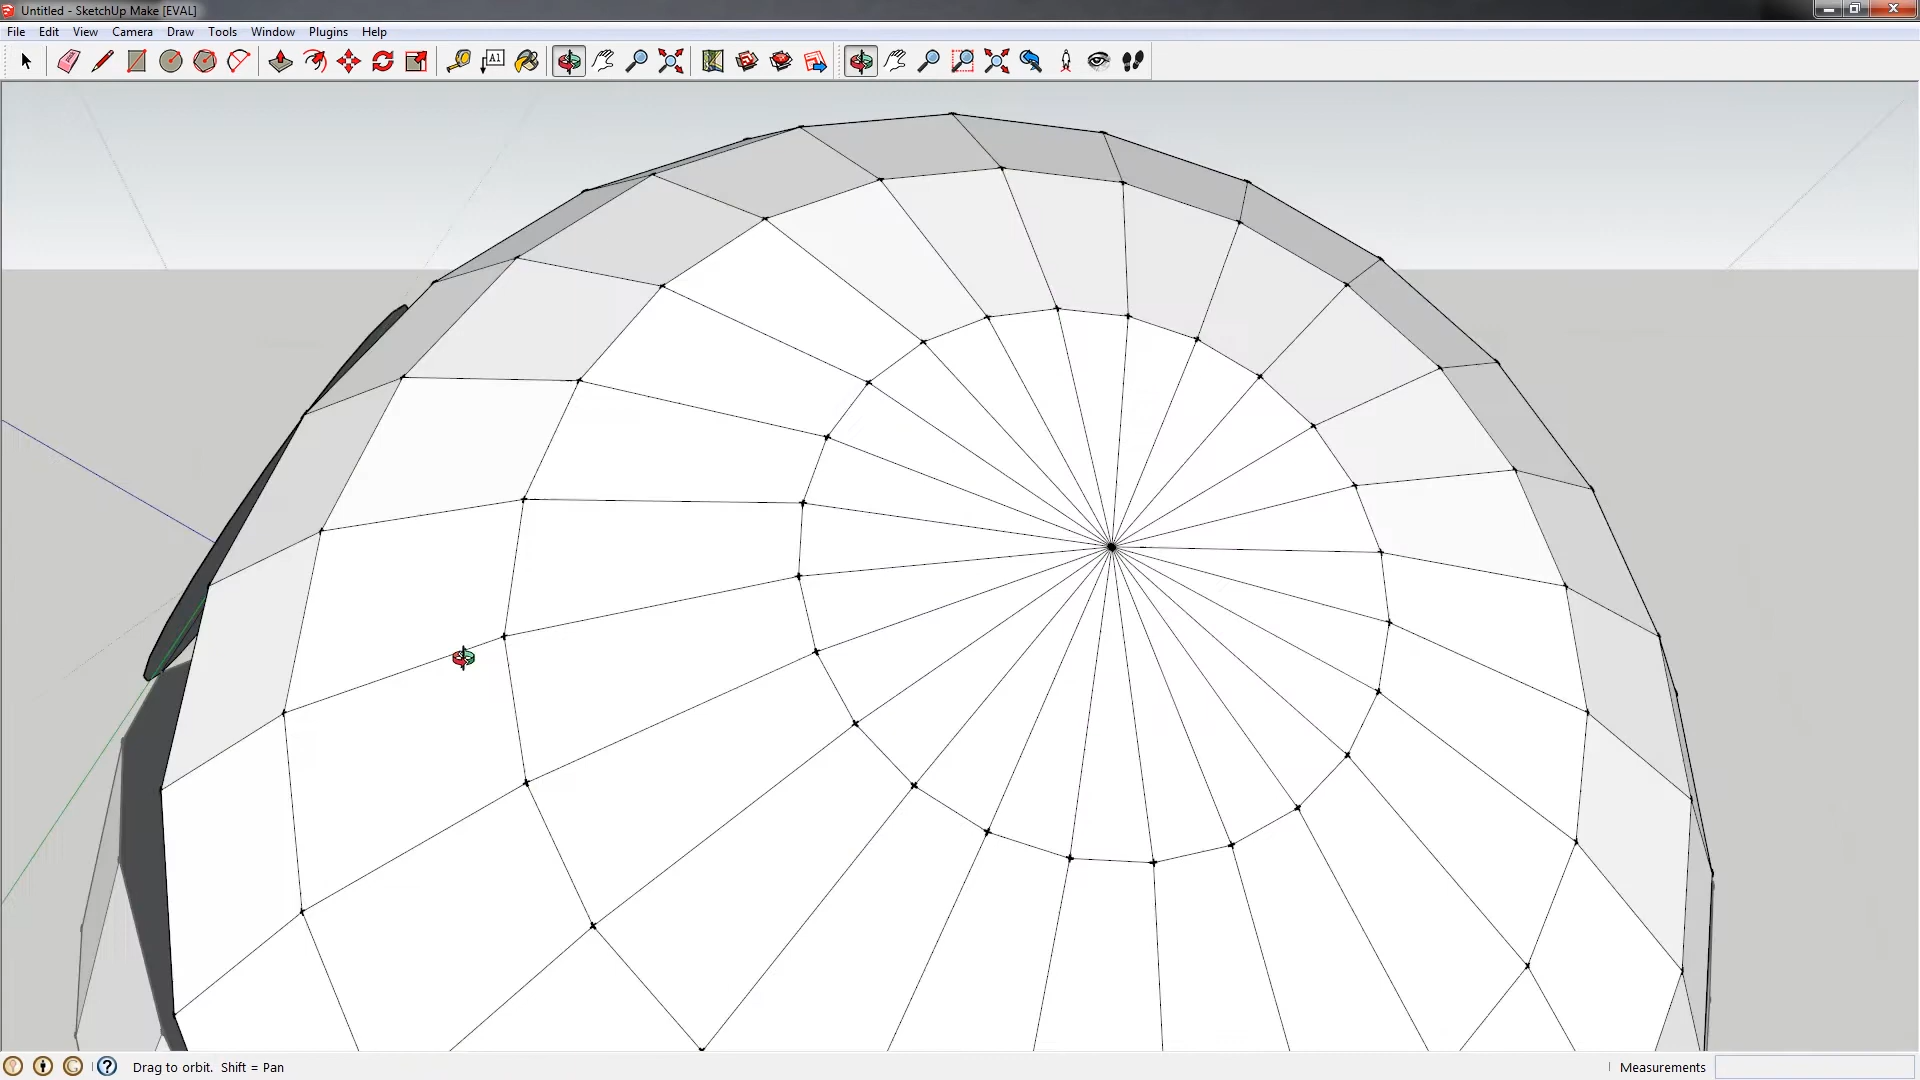 Untitled - SketchUp Make [EVAL]
File Edit View Camera Draw Tools Window Plugins Help
A1
Drag to orbit. Shift = Pan Measurements